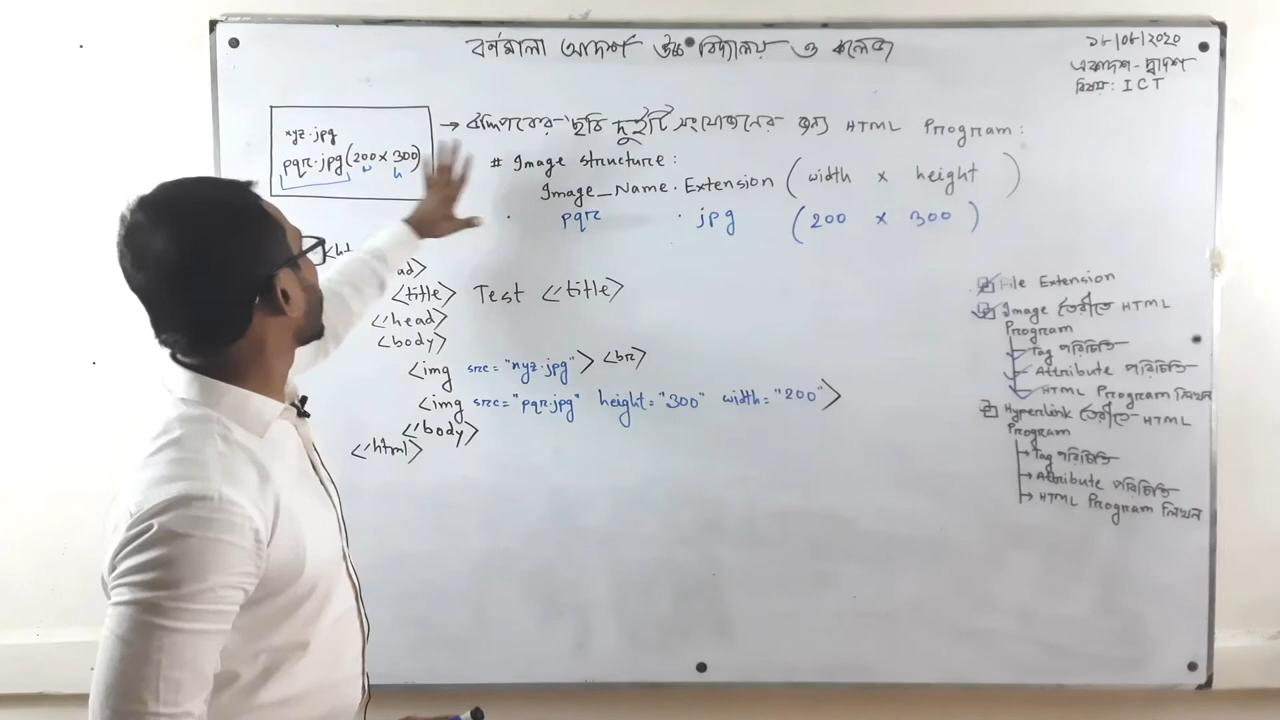 বর্ণমালা আদর্শ উচ্চ বিদ্যালয় ও কলেজ
১৮/০৮/২০২০
একাদশ-দ্বাদশ
বিষয়: ICT
xyz.jpg
pqr.jpg (200 x 300)
w h
→ উদ্দীপকের ছবি দুইটি সংযোজনের জন্য HTML Program:
# Image structure:
Image_Name.Extension (width x height)
pqr . jpg (200 x 300)
<title> Test </title>
</head>
<body>
<img src="xyz.jpg"> <br>
<img src="pqr.jpg" height="300" width="200">
</body>
</html>
File Extension
Image তৈরীতে HTML
Program
Tag পরিচিতি
Attribute পরিচিতি
HTML Program লিখন
Hyperlink তৈরীতে HTML
Program
Tag পরিচিতি
Attribute পরিচিতি
HTML Program লিখন